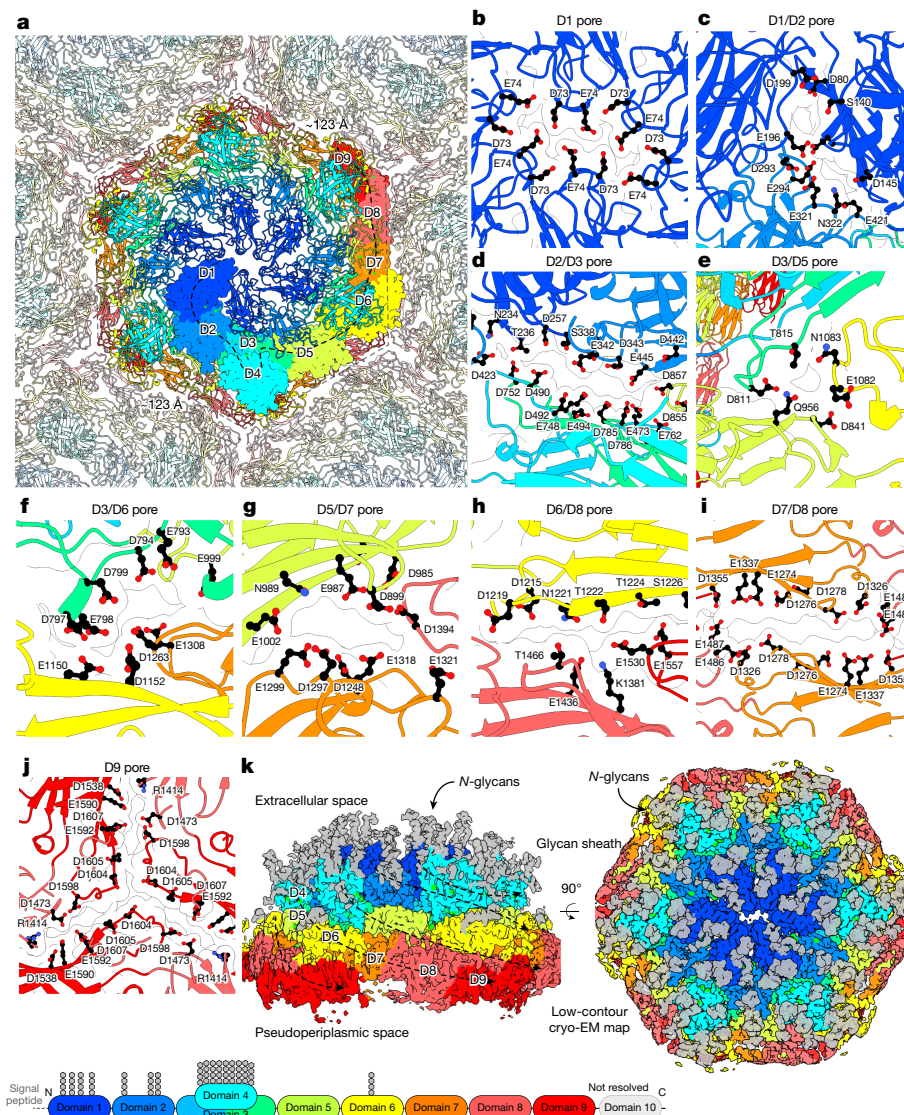 a
~123 Å
D9
D8
D1
D7
D6
D2
D3
D5
D4
~123 Å
b
D1 pore
E74
D73
E74
D73
E74
D73
E74
D73
D73
E74
D73
E74
c
D1/D2 pore
D199
D80
S140
E196
D293
E294
D145
E321
N322
E421
d
D2/D3 pore
N234
T236
D257
S338
E342
D343
D442
E445
D423
D752
D490
D857
D492
E748
E494
D785
D786
E473
D855
E762
e
D3/D5 pore
T815
N1083
E1082
D811
Q956
D841
f
D3/D6 pore
E793
D794
E999
D799
D797
E798
E1308
E1150
D1263
D1152
g
D5/D7 pore
D985
N989
E987
D899
D1394
E1002
E1318
E1321
E1299
D1297
D1248
h
D6/D8 pore
D1215
T1224
D1219
N1221
T1222
S1226
T1466
E1530
E1557
K1381
E1436
i
D7/D8 pore
E1337
D1355
E1274
D1278
D1326
D1276
E1487
E1486
D1326
D1278
D1276
E1274
E1337
j
D9 pore
D1538
R1414
E1590
D1607
D1473
E1592
D1598
D1605
D1604
D1604
D1598
D1605
D1607
D1473
E1592
R1414
D1604
D1605
D1598
D1607
E1592
D1473
D1538
E1590
R1414
k
N-glycans
Extracellular space
D4
D5
D6
D7
D8
D9
Pseudoperiplasmic space
N-glycans
Glycan sheath
90°
Low-contour
cryo-EM map
Signal
peptide
N
Domain 1
Domain 2
Domain 3
Domain 4
Domain 5
Domain 6
Domain 7
Domain 8
Domain 9
Not resolved
C
Domain 10